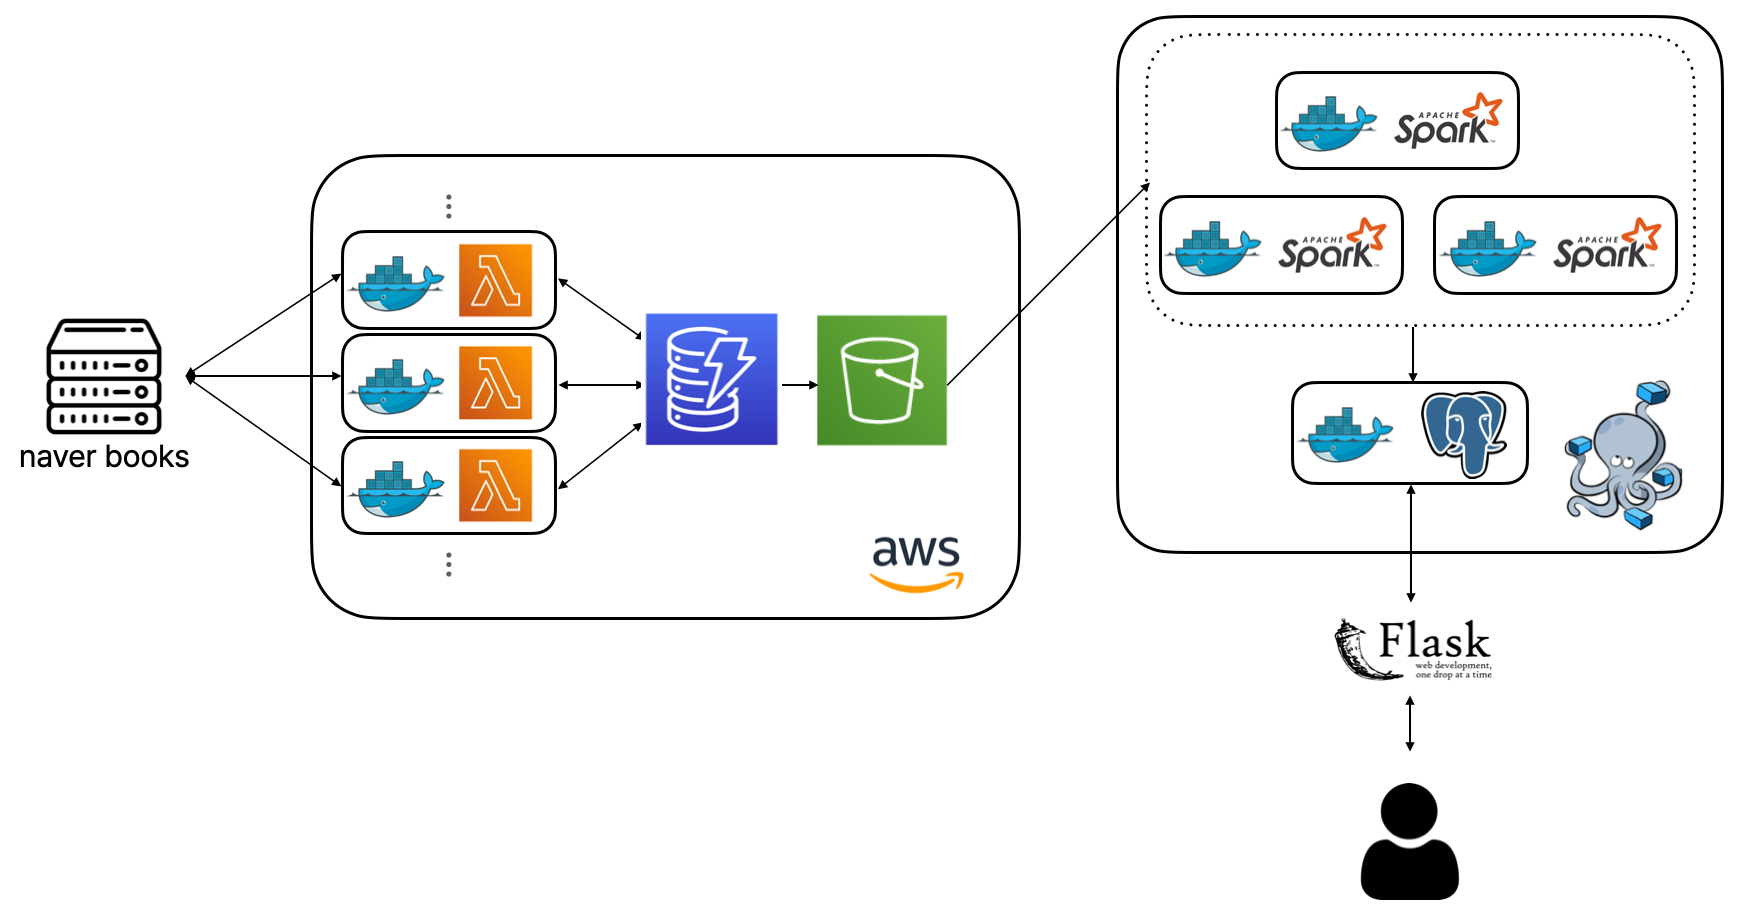 naver books
aws
APACHE
Spark
APACHE
Spark
APACHE
Spark
Flask
web development,
one drop at a time